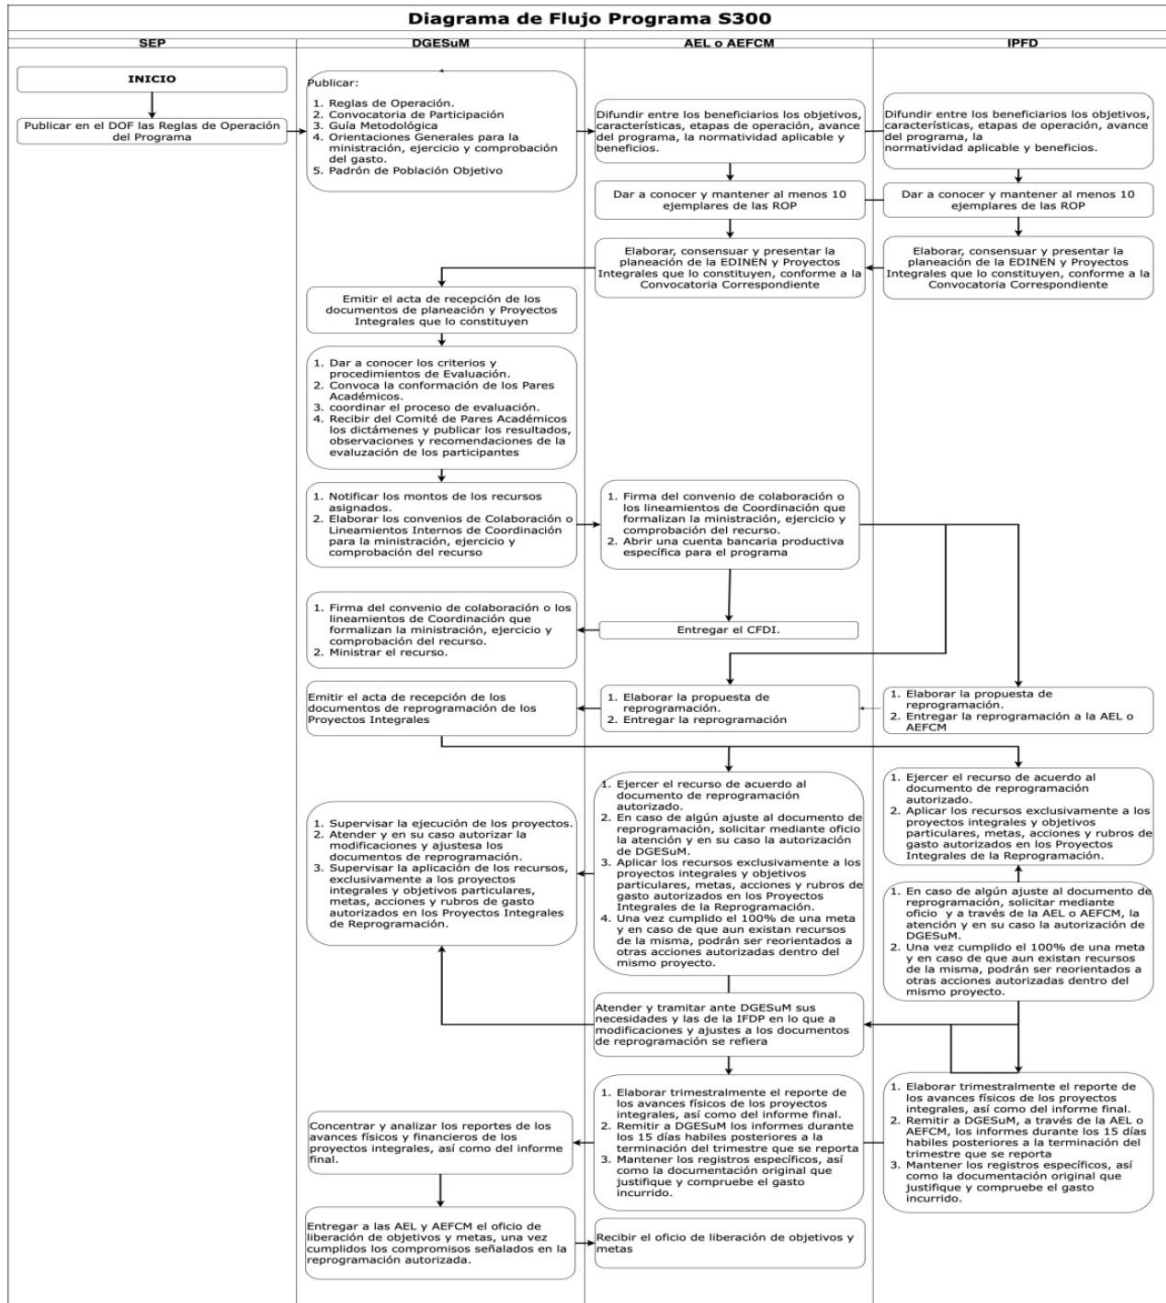 Diagrama de Flujo Programa S300
SEP
DGESuM
AEL o AEFCM
IPFD
INICIO
Publicar en el DOF las Reglas de Operación
del Programa
Publicar:
1. Reglas de Operación.
2. Convocatoria de Participación
3. Guía Metodológica
4. Orientaciones Generales para la
ministración, ejercicio y comprobación
del gasto.
5. Padrón de Población Objetivo
Difundir entre los beneficiarios los objetivos,
características, etapas de operación, avance
del programa, la normatividad aplicable y
beneficios.
Difundir entre los beneficiarios los objetivos,
características, etapas de operación, avance
del programa, la
normatividad aplicable y beneficios.
Dar a conocer y mantener al menos 10
ejemplares de las ROP
Dar a conocer y mantener al menos 10
ejemplares de las ROP
Elaborar, consensuar y presentar la
planeación de la EDINEN y Proyectos
Integrales que lo constituyen, conforme a la
Convocatoria Correspondiente
Elaborar, consensuar y presentar la
planeación de la EDINEN y Proyectos
Integrales que lo constituyen, conforme a la
Convocatoria Correspondiente
Emitir el acta de recepción de los
documentos de planeación y Proyectos
Integrales que lo constituyen
1. Dar a conocer los criterios y
procedimientos de Evaluación.
2. Convoca la conformación de los Pares
Académicos.
3. coordinar el proceso de evaluación.
4. Recibir del Comité de Pares Académicos
los dictámenes y publicar los resultados,
observaciones y recomendaciones de la
evaluzación de los participantes
1. Notificar los montos de los recursos
asignados.
2. Elaborar los convenios de Colaboración o
Lineamientos Internos de Coordinación
para la ministración, ejercicio y
comprobación del recurso
1. Firma del convenio de colaboración o
los lineamientos de Coordinación que
formalizan la ministración, ejercicio y
comprobación del recurso.
2. Abrir una cuenta bancaria productiva
específica para el programa
1. Firma del convenio de colaboración o los
lineamientos de Coordinación que
formalizan la ministración, ejercicio y
comprobación del recurso.
2. Ministrar el recurso.
Entregar el CFDI.
Emitir el acta de recepción de los
documentos de reprogramación de los
Proyectos Integrales
1. Elaborar la propuesta de
reprogramación.
2. Entregar la reprogramación
1. Elaborar la propuesta de
reprogramación.
2. Entregar la reprogramación a la AEL o
AEFCM
1. Supervisar la ejecución de los proyectos.
2. Atender y en su caso autorizar la
modificaciones y ajustesa los
documentos de reprogramación.
3. Supervisar la aplicación de los recursos,
exclusivamente a los proyectos
integrales y objetivos particulares,
metas, acciones y rubros de gasto
autorizados en los Proyectos Integrales
de Reprogramación.
1. Ejercer el recurso de acuerdo al
documento de reprogramación
autorizado.
2. En caso de algún ajuste al documento de
reprogramación, solicitar mediante oficio
la atención y en su caso la autorización
de DGESuM.
3. Aplicar los recursos exclusivamente a los
proyectos integrales y objetivos
particulares, metas, acciones y rubros de
gasto autorizados en los Proyectos
Integrales de la Reprogramación.
4. Una vez cumplido el 100% de una meta
y en caso de que aun existan recursos
de la misma, podrán ser reorientados a
otras acciones autorizadas dentro del
mismo proyecto.
1. Ejercer el recurso de acuerdo al
documento de reprogramación
autorizado.
2. Aplicar los recursos exclusivamente a los
proyectos integrales y objetivos
particulares, metas, acciones y rubros de
gasto autorizados en los Proyectos
Integrales de la Reprogramación.
1. En caso de algún ajuste al documento de
reprogramación, solicitar mediante
oficio y a través de la AEL o AEFCM, la
atención y en su caso la autorización de
DGESuM.
2. Una vez cumplido el 100% de una meta
y en caso de que aun existan recursos
de la misma, podrán ser reorientados a
otras acciones autorizadas dentro del
mismo proyecto.
Atender y tramitar ante DGESuM sus
necesidades y las de la IFDP en lo que a
modificaciones y ajustes a los documentos
de reprogramación se refiera
Concentrar y analizar los reportes de los
avances físicos y financieros de los
proyectos integrales, así como del informe
final.
1. Elaborar trimestralmente el reporte de
los avances físicos de los proyectos
integrales, así como del informe final.
2. Remitir a DGESuM los informes durante
los 15 días habiles posteriores a la
terminación del trimestre que se reporta
3. Mantener los registros específicos, así
como la documentación original que
justifique y compruebe el gasto
incurrido.
1. Elaborar trimestralmente el reporte de
los avances físicos de los proyectos
integrales, así como del informe final.
2. Remitir a DGESuM, a través de la AEL o
AEFCM, los informes durante los 15 días
habiles posteriores a la terminación del
trimestre que se reporta
3. Mantener los registros específicos, así
como la documentación original que
justifique y compruebe el gasto
incurrido.
Entregar a las AEL y AEFCM el oficio de
liberación de objetivos y metas, una vez
cumplidos los compromisos señalados en la
reprogramación autorizada.
Recibir el oficio de liberación de objetivos y
metas